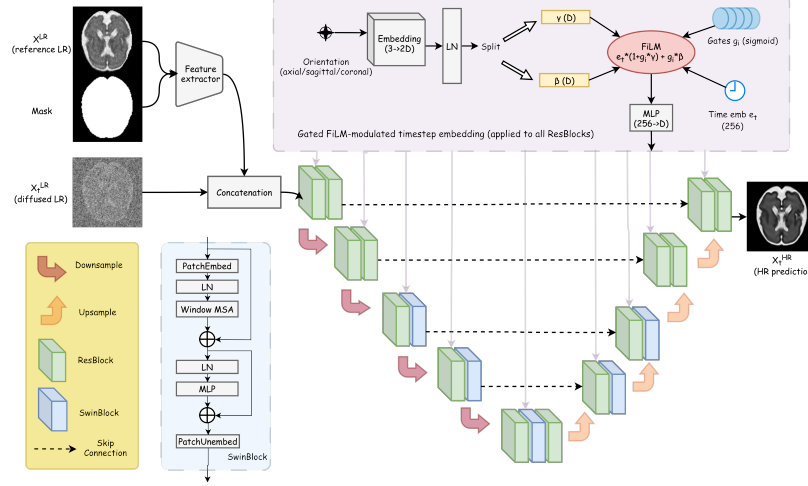 X^LR
(reference LR)
Mask
Feature
extractor
X_t^LR
(diffused LR)
Concatenation
Orientation
(axial/sagittal/coronal)
Embedding
(3→2D)
LN
Split
γ (D)
β (D)
FiLM
e_t*(1+g_i*γ) + g_i*β
Gates g_i (sigmoid)
Time emb e_t
(256)
MLP
(256→D)
Gated FiLM-modulated timestep embedding (applied to all ResBlocks)
X_t^HR
(HR predictio
Downsample
Upsample
ResBlock
SwinBlock
Skip
Connection
PatchEmbed
LN
Window MSA
LN
MLP
PatchUnembed
SwinBlock